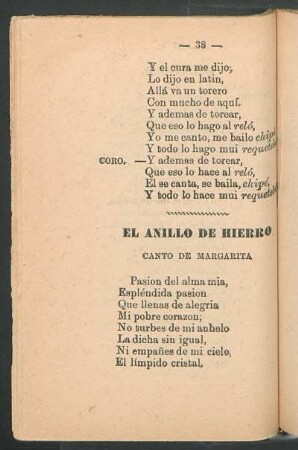 — 38 —
Y el cura me dijo;
Lo dijo en latin,
Allá va un torero
Con mucho de aquí.
Y ademas de torear,
Que eso lo hago al reló,
Yo me canto, me bailo chipé
Y todo lo hago mui
CORO. —Y ademas de torear,
Que eso lo hace al reló,
El se canta, se baila, chipé,
Y todo lo hace mui
EL ANILLO DE HIERRO
CANTO DE MARGARITA
Pasion del alma mia,
Espléndida pasion
Que llenas de alegria
Mi pobre corazon;
No turbes de mi anhelo
La dicha sin igual,
Ni empañes de mi cielo,
El límpido cristal,